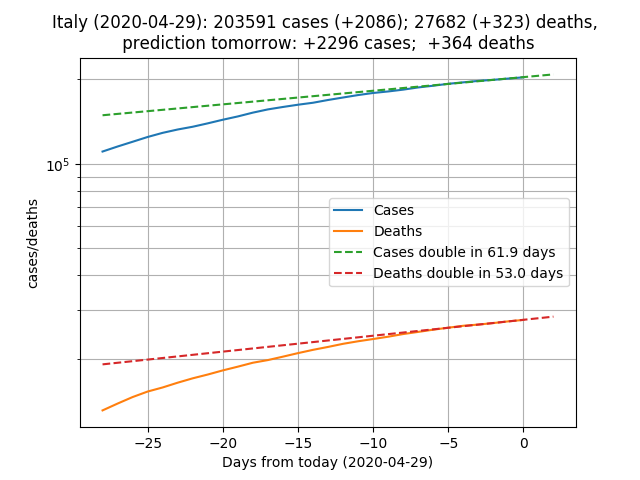 Italy (2020-04-29): 203591 cases (+2086); 27682 (+323) deaths,
prediction tomorrow: +2296 cases;  +364 deaths
10⁵
cases/deaths
Cases
Deaths
Cases double in 61.9 days
Deaths double in 53.0 days
−25
−20
−15
−10
−5
0
Days from today (2020-04-29)